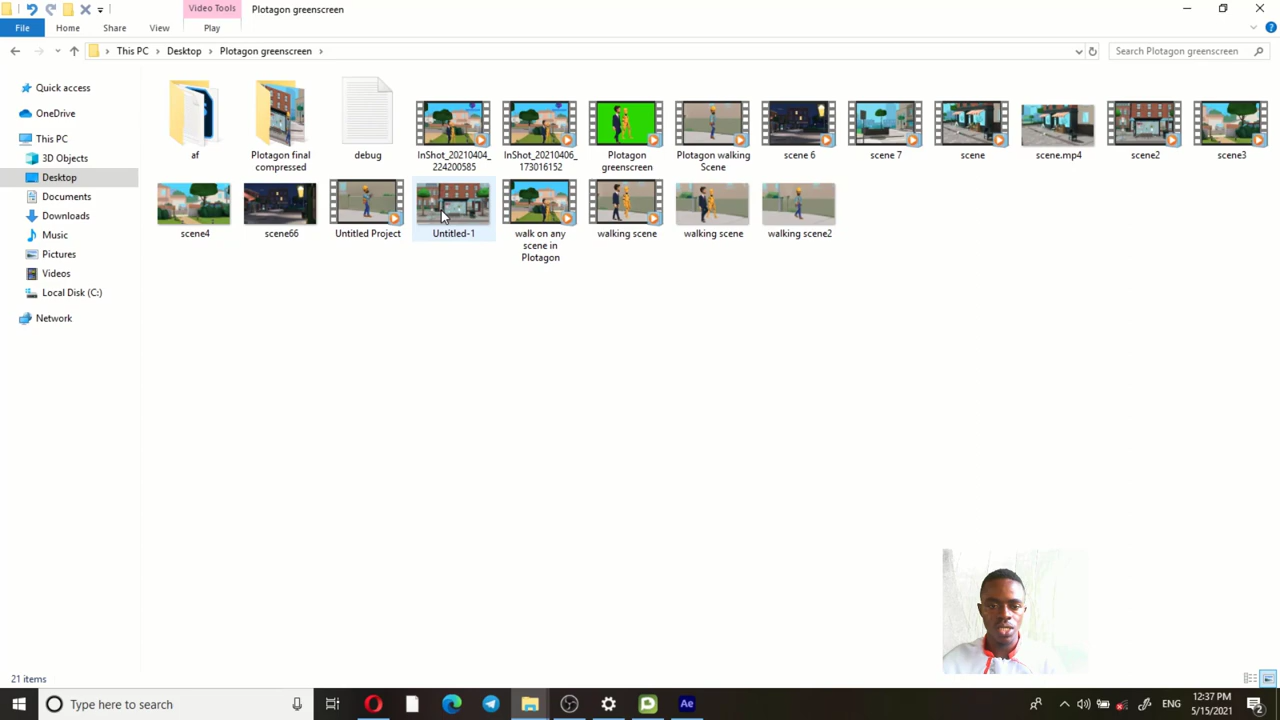 Video Tools
Plotagon greenscreen
File
Home
Share
View
Play
This PC
Desktop
Plotagon greenscreen
Search Plotagon greenscreen
Quick access
OneDrive
This PC
3D Objects
Desktop
Documents
Downloads
Music
Pictures
Videos
Local Disk (C:)
Network
af
Plotagon final
compressed
debug
InShot_20210404_
224200585
InShot_20210406_
173016152
Plotagon
greenscreen
Plotagon walking
Scene
scene 6
scene 7
scene
scene.mp4
scene2
scene3
scene4
scene66
Untitled Project
Untitled-1
walk on any
scene in
Plotagon
walking scene
walking scene
walking scene2
21 items
Type here to search
Ae
ENG
12:37 PM
5/15/2021
2